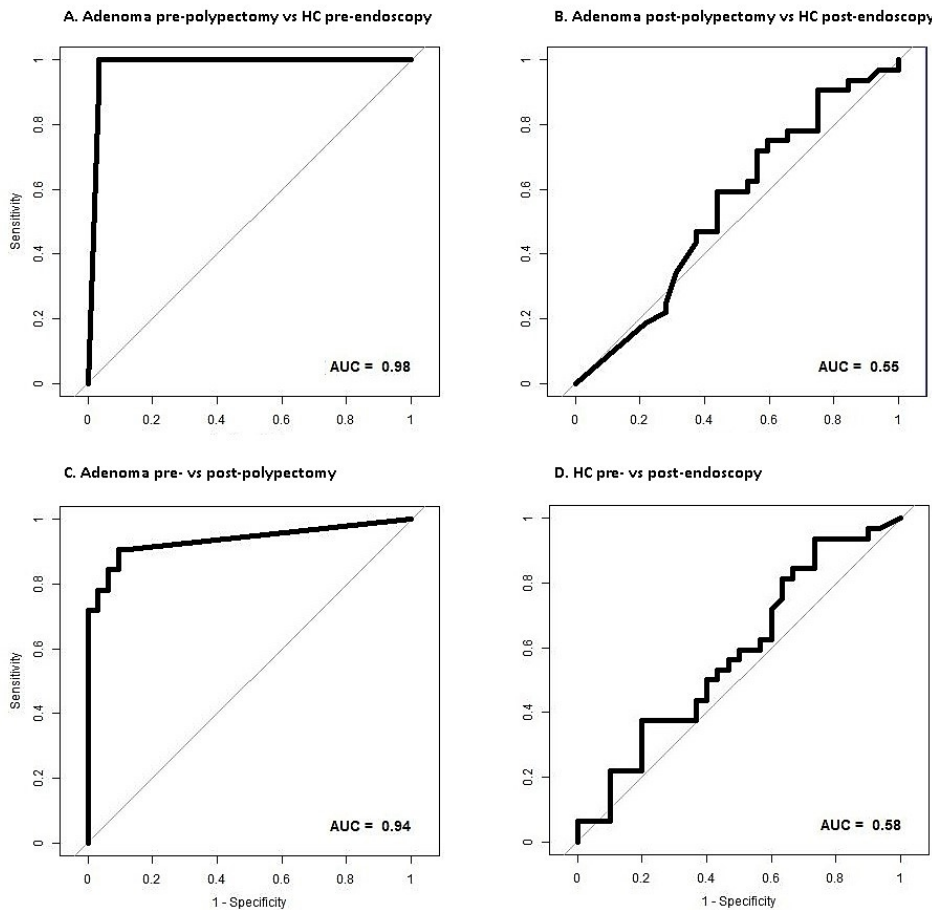 A. Adenoma pre-polypectomy vs HC pre-endoscopy
Sensitivity
1
0.8
0.6
0.4
0.2
0
AUC = 0.98
0 0.2 0.4 0.6 0.8 1
B. Adenoma post-polypectomy vs HC post-endoscopy
1
0.8
0.6
0.4
0.2
0
AUC = 0.55
0 0.2 0.4 0.6 0.8 1
C. Adenoma pre- vs post-polypectomy
Sensitivity
1
0.8
0.6
0.4
0.2
0
AUC = 0.94
0 0.2 0.4 0.6 0.8 1
1 - Specificity
D. HC pre- vs post-endoscopy
1
0.8
0.6
0.4
0.2
0
AUC = 0.58
0 0.2 0.4 0.6 0.8 1
1 - Specificity